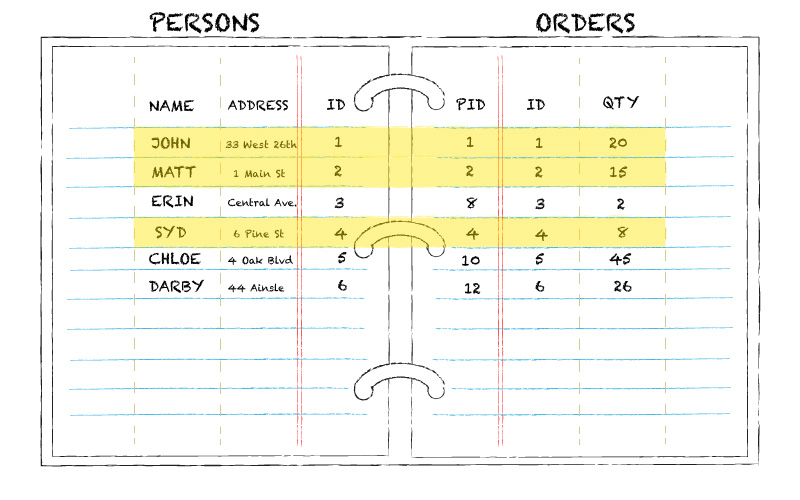 PERSONS ORDERS
NAME ADDRESS ID PID ID QTY
JOHN 33 West 26th 1 1 1 20
MATT 1 Main St 2 2 2 15
ERIN Central Ave. 3 8 3 2
SYD 6 Pine St 4 4 4 8
CHLOE 4 Oak Blvd 5 10 5 45
DARBY 44 Ainsle 6 12 6 26